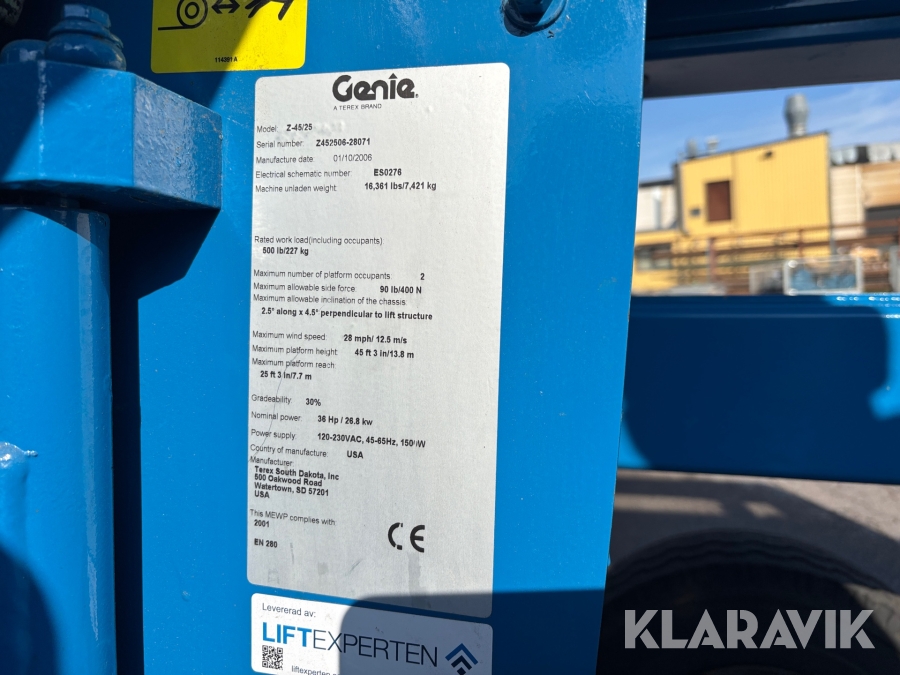 114391 A
Genie.
A TEREX BRAND
Model: Z-45/25
Serial number: Z452506-28071
Manufacture date: 01/10/2006
Electrical schematic number: ES0276
Machine unladen weight: 16,361 lbs/7,421 kg
Rated work load(including occupants):
500 lb/227 kg
Maximum number of platform occupants: 2
Maximum allowable side force: 90 lb/400 N
Maximum allowable inclination of the chassis:
2.5° along x 4.5° perpendicular to lift structure
Maximum wind speed: 28 mph/ 12.5 m/s
Maximum platform height: 45 ft 3 in/13.8 m
Maximum platform reach:
25 ft 3 in/7.7 m
Gradeability: 30%
Nominal power: 36 Hp / 26.8 kw
Power supply: 120-230VAC, 45-65Hz,
Country of manufacture: USA
Manufacturer:
Terex South Dakota, Inc
500 Oakwood Road
Watertown, SD 57201
USA
This MEWP complies with:
2001
EN 280
CE
Levererad av:
LIFTEXPERTEN
KLARAVIK